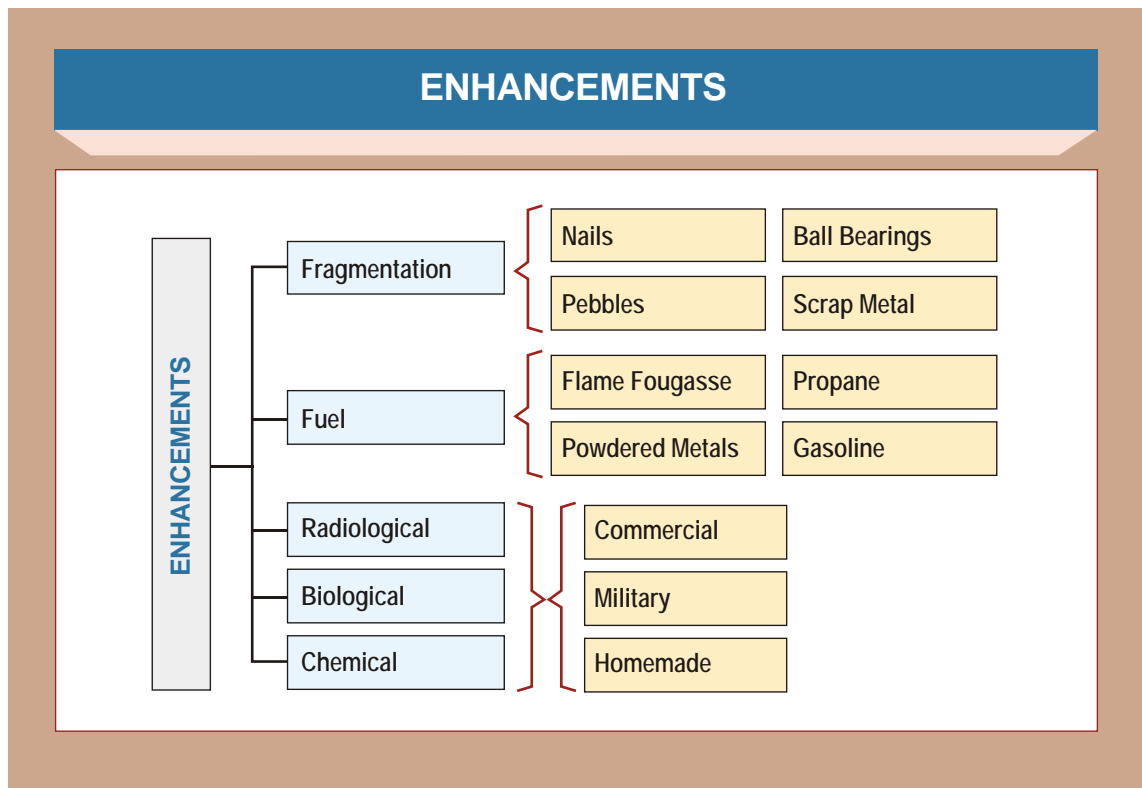 ENHANCEMENTS
ENHANCEMENTS
Fragmentation
Nails
Ball Bearings
Pebbles
Scrap Metal
Fuel
Flame Fougasse
Propane
Powdered Metals
Gasoline
Radiological
Biological
Chemical
Commercial
Military
Homemade